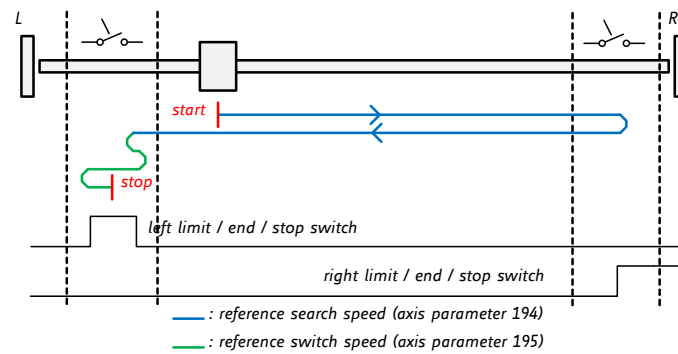 L
R
start
stop
left limit / end / stop switch
right limit / end / stop switch
: reference search speed (axis parameter 194)
: reference switch speed (axis parameter 195)